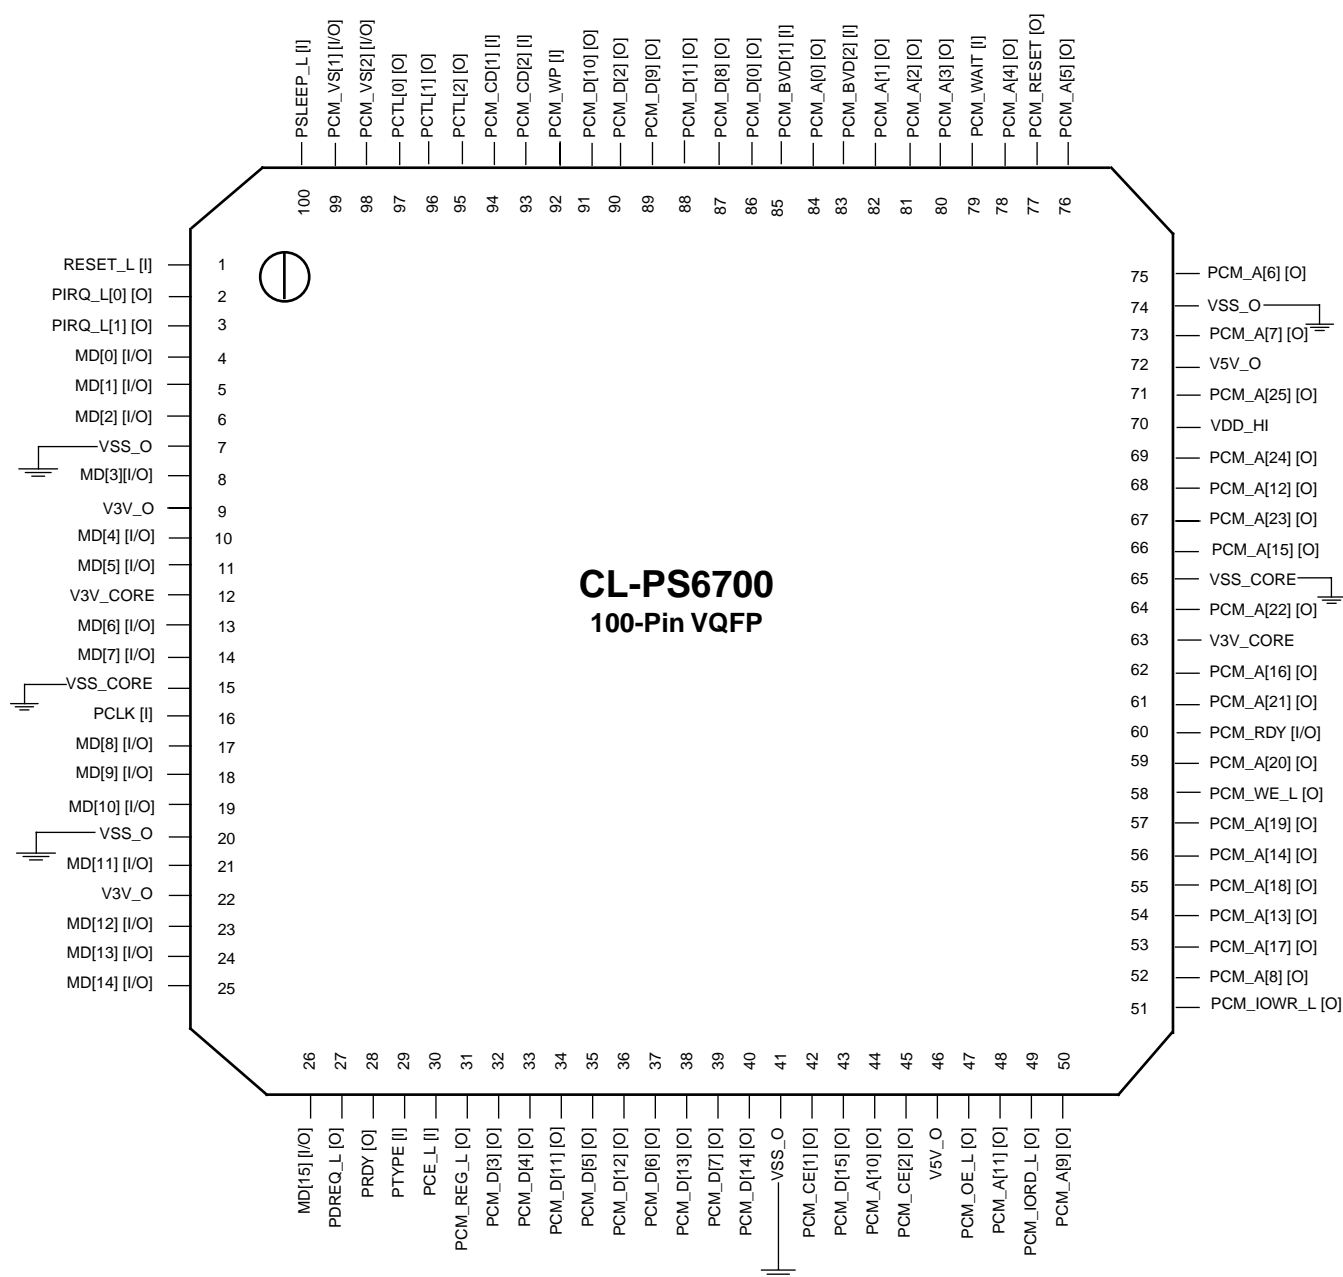 PSLEEP_L [I]
PCM_VS[1] [I/O]
PCM_VS[2] [I/O]
PCTL[0] [O]
PCTL[1] [O]
PCTL[2] [O]
PCM_CD[1] [I]
PCM_CD[2] [I]
PCM_WP [I]
PCM_D[10] [O]
PCM_D[2] [O]
PCM_D[9] [O]
PCM_D[1] [O]
PCM_D[8] [O]
PCM_D[0] [O]
PCM_BVD[1] [I]
PCM_A[0] [O]
PCM_BVD[2] [I]
PCM_A[1] [O]
PCM_A[2] [O]
PCM_A[3] [O]
PCM_WAIT [I]
PCM_A[4] [O]
PCM_RESET [O]
PCM_A[5] [O]
100
99
98
97
96
95
94
93
92
91
90
89
88
87
86
85
84
83
82
81
80
79
78
77
76
RESET_L [I] 1
PIRQ_L[0] [O] 2
PIRQ_L[1] [O] 3
MD[0] [I/O] 4
MD[1] [I/O] 5
MD[2] [I/O] 6
VSS_O 7
MD[3][I/O] 8
V3V_O 9
MD[4] [I/O] 10
MD[5] [I/O] 11
V3V_CORE 12
MD[6] [I/O] 13
MD[7] [I/O] 14
VSS_CORE 15
PCLK [I] 16
MD[8] [I/O] 17
MD[9] [I/O] 18
MD[10] [I/O] 19
VSS_O 20
MD[11] [I/O] 21
V3V_O 22
MD[12] [I/O] 23
MD[13] [I/O] 24
MD[14] [I/O] 25
CL-PS6700
100-Pin VQFP
75 PCM_A[6] [O]
74 VSS_O
73 PCM_A[7] [O]
72 V5V_O
71 PCM_A[25] [O]
70 VDD_HI
69 PCM_A[24] [O]
68 PCM_A[12] [O]
67 PCM_A[23] [O]
66 PCM_A[15] [O]
65 VSS_CORE
64 PCM_A[22] [O]
63 V3V_CORE
62 PCM_A[16] [O]
61 PCM_A[21] [O]
60 PCM_RDY [I/O]
59 PCM_A[20] [O]
58 PCM_WE_L [O]
57 PCM_A[19] [O]
56 PCM_A[14] [O]
55 PCM_A[18] [O]
54 PCM_A[13] [O]
53 PCM_A[17] [O]
52 PCM_A[8] [O]
51 PCM_IOWR_L [O]
26
27
28
29
30
31
32
33
34
35
36
37
38
39
40
41
42
43
44
45
46
47
48
49
50
MD[15] [I/O]
PDREQ_L [O]
PRDY [O]
PTYPE [I]
PCE_L [I]
PCM_REG_L [O]
PCM_D[3] [O]
PCM_D[4] [O]
PCM_D[11] [O]
PCM_D[5] [O]
PCM_D[12] [O]
PCM_D[6] [O]
PCM_D[13] [O]
PCM_D[7] [O]
PCM_D[14] [O]
VSS_O
PCM_CE[1] [O]
PCM_D[15] [O]
PCM_A[10] [O]
PCM_CE[2] [O]
V5V_O
PCM_OE_L [O]
PCM_A[11] [O]
PCM_IORD_L [O]
PCM_A[9] [O]